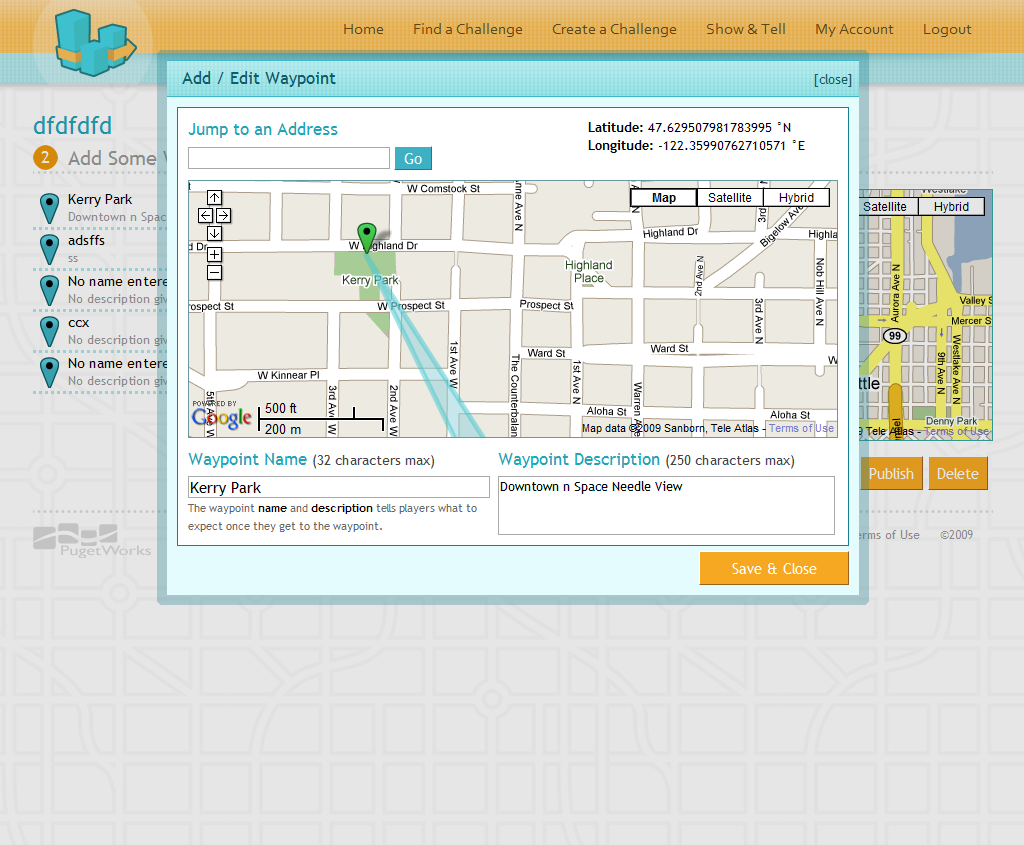 Home Find a Challenge Create a Challenge Show & Tell My Account Logout
Add / Edit Waypoint [close]
dfdfdfd
2 Add Some
Kerry Park
Downtown n Spac
adsffs
ss
No name entere
No description giv
ccx
No description giv
No name entere
No description giv
Jump to an Address
Go
Latitude: 47.629507981783995 °N
Longitude: -122.35990762710571 °E
W Comstock St
Map Satellite Hybrid
3rd
Bigelow Ave N
Highland Dr
Highla
d Dr
W Highland Dr
Highland
Place
Kerry Park
2nd Ave N
Nob Hill Ave N
rospect St
W Prospect St
Prospect St
3rd Ave N
1st Ave W
Ward St
Ward St
The Counterbalan
1st Ave N
W Kinnear Pl
5th Ave W
3rd Ave W
2nd Ave W
Warren Ave
Aloha St
Aloha St
POWERED BY
Google
500 ft
200 m
Map data ©2009 Sanborn, Tele Atlas - Terms of Use
Waypoint Name (32 characters max)
Kerry Park
The waypoint name and description tells players what to
expect once they get to the waypoint.
Waypoint Description (250 characters max)
Downtown n Space Needle View
Save & Close
Westlake
Satellite Hybrid
Aurora Ave N
Valley S
Mercer S
99
9th Ave N
Westlake Ave N
ttle
Denny Park
9 Tele Atlas - Terms of Use
Publish Delete
PugetWorks
erms of Use ©2009